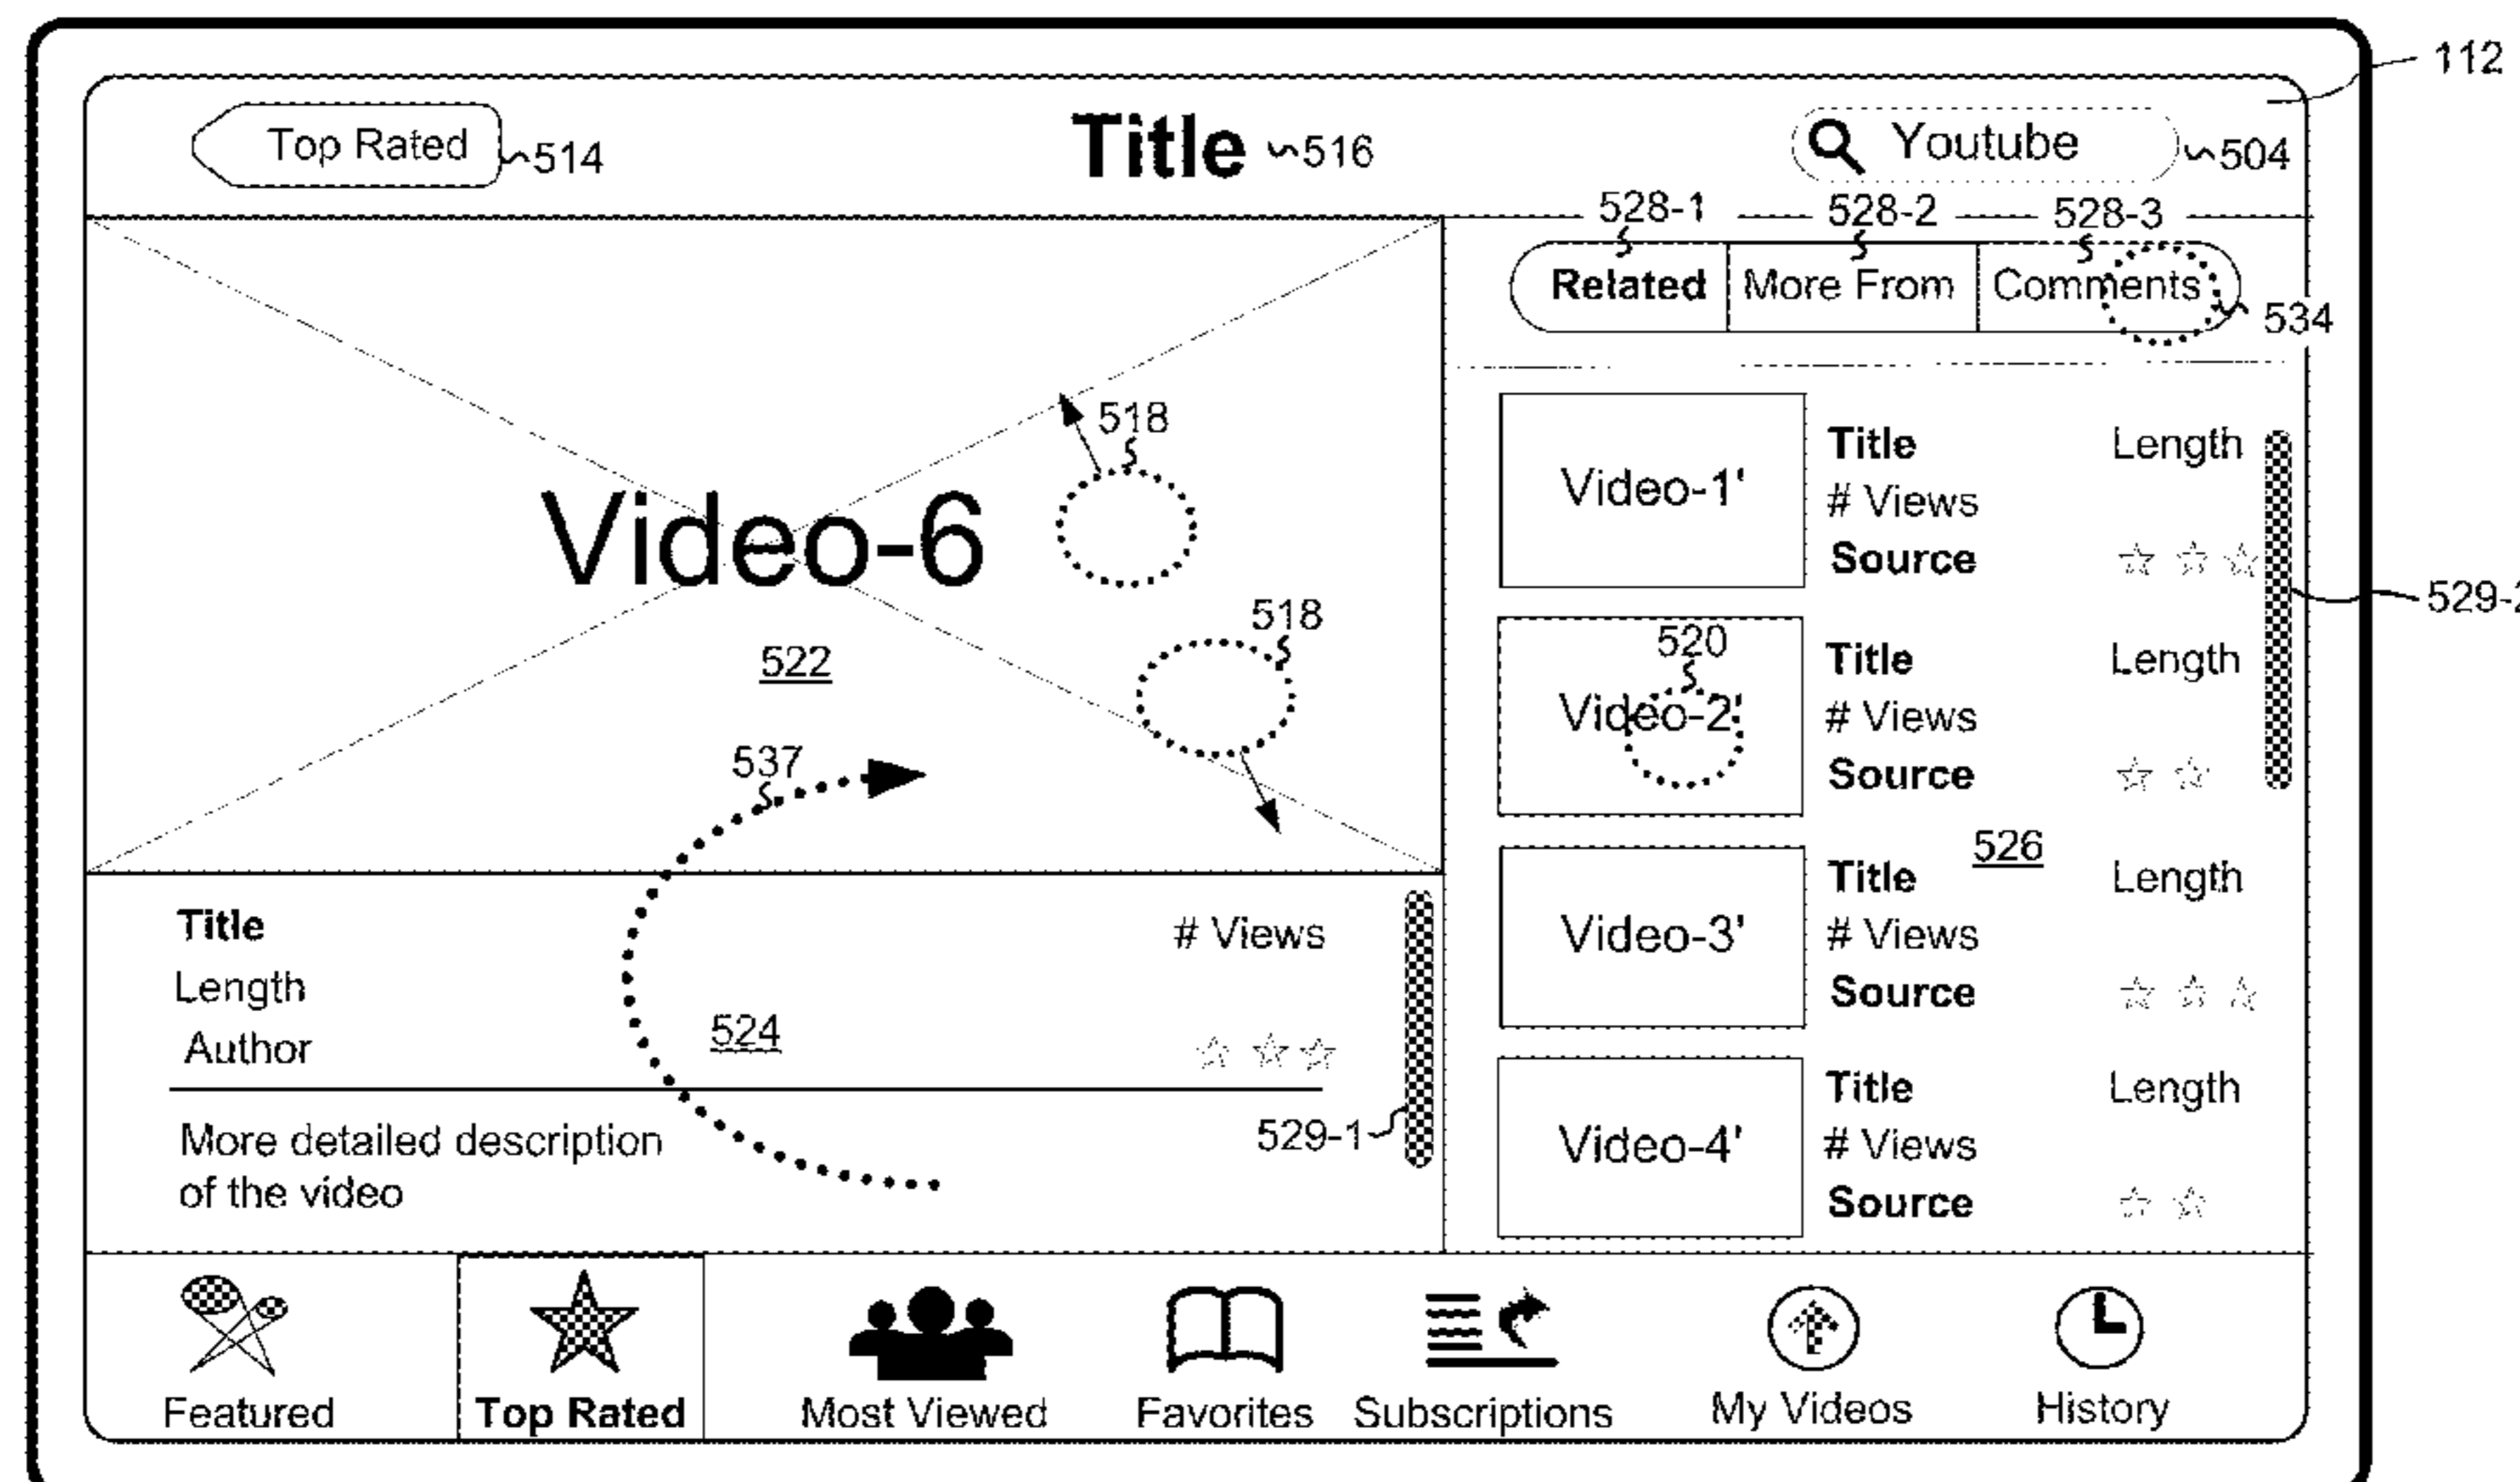 112
Top Rated 514
Title 516
Youtube 504
528-1 528-2 528-3
Related More From Comments
534
Video-6
518
518
522
537
Video-1'
Title Length
# Views
Source
529-2
520
Video-2'
Title Length
# Views
Source
526
Video-3'
Title Length
# Views
Source
Video-4'
Title Length
# Views
Source
Title # Views
Length
Author
524
529-1
More detailed description
of the video
Featured
Top Rated
Most Viewed
Favorites
Subscriptions
My Videos
History